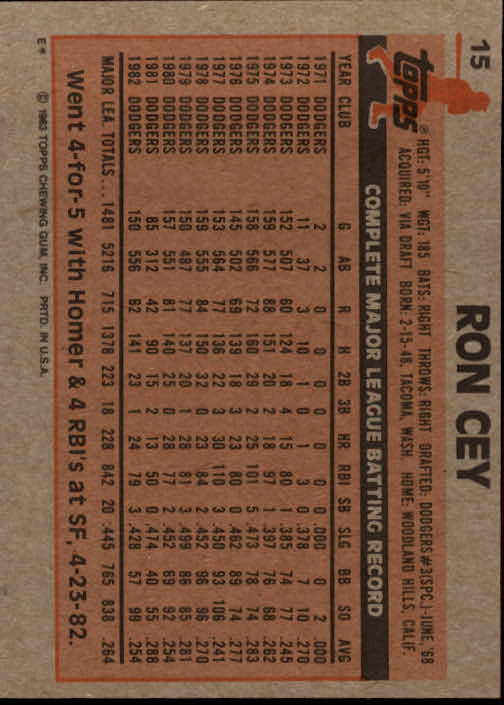 15
RON CEY
TOPPS®
HGT: 5'10" WGT: 185 BATS: RIGHT THROWS: RIGHT DRAFTED: DODGERS #3(SPC.)-JUNE, '68
ACQUIRED: VIA DRAFT BORN: 2-15-48, TACOMA, WASH. HOME: WOODLAND HILLS, CALIF.
COMPLETE MAJOR LEAGUE BATTING RECORD
YEAR CLUB G AB R H 2B 3B HR RBI SB SLG BB SO AVG
1971 DODGERS 2 2 0 0 0 0 0 0 0 .000 0 2 .000
1972 DODGERS 11 37 3 10 1 0 1 3 0 .378 7 10 .270
1973 DODGERS 152 507 60 124 18 4 15 80 1 .385 74 77 .245
1974 DODGERS 159 577 88 151 20 2 18 97 1 .397 76 68 .262
1975 DODGERS 158 566 72 160 29 2 25 101 5 .473 78 74 .283
1976 DODGERS 145 502 69 139 18 3 23 80 0 .462 89 74 .277
1977 DODGERS 153 564 77 136 22 3 30 110 3 .450 93 106 .241
1978 DODGERS 159 555 84 150 32 0 23 84 2 .452 96 96 .270
1979 DODGERS 150 487 77 137 20 1 28 81 3 .499 86 85 .281
1980 DODGERS 157 551 81 140 25 0 28 77 2 .452 69 92 .254
1981 DODGERS 85 312 42 90 15 2 13 50 0 .474 40 55 .288
1982 DODGERS 150 556 62 141 23 1 24 79 3 .428 57 99 .254
MAJOR LEA. TOTALS... 1481 5216 715 1378 223 18 228 842 20 .445 765 838 .264
Went 4-for-5 with Homer & 4 RBI's at SF, 4-23-82.
E* © 1983 TOPPS CHEWING GUM, INC. PRTD. IN U.S.A.